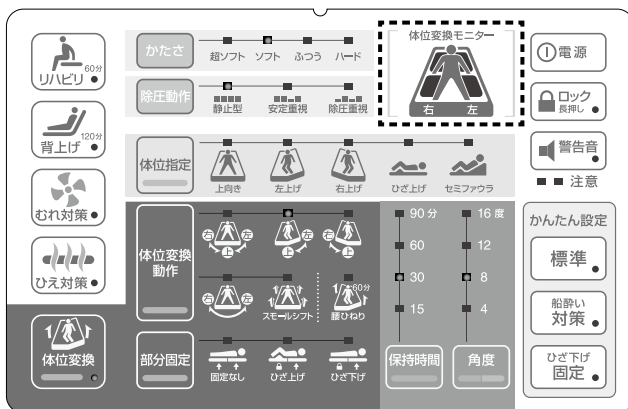 60分
リハビリ
120分
背上げ
むれ対策
ひえ対策
体位変換
かたさ
超ソフト ソフト ふつう ハード
除圧動作
静止型 安定重視 除圧重視
体位変換モニター
右 左
電源
ロック
長押し
警告音
注意
体位指定
上向き 左上げ 右上げ ひざ上げ セミファウラ
体位変換
動作
右 左 上
左 上
右 上
右 左
スモールシフト
60分
腰ひねり
部分固定
固定なし ひざ上げ ひざ下げ
90分
60
30
15
保持時間
16度
12
8
4
角度
かんたん設定
標準
船酔い
対策
ひざ下げ
固定